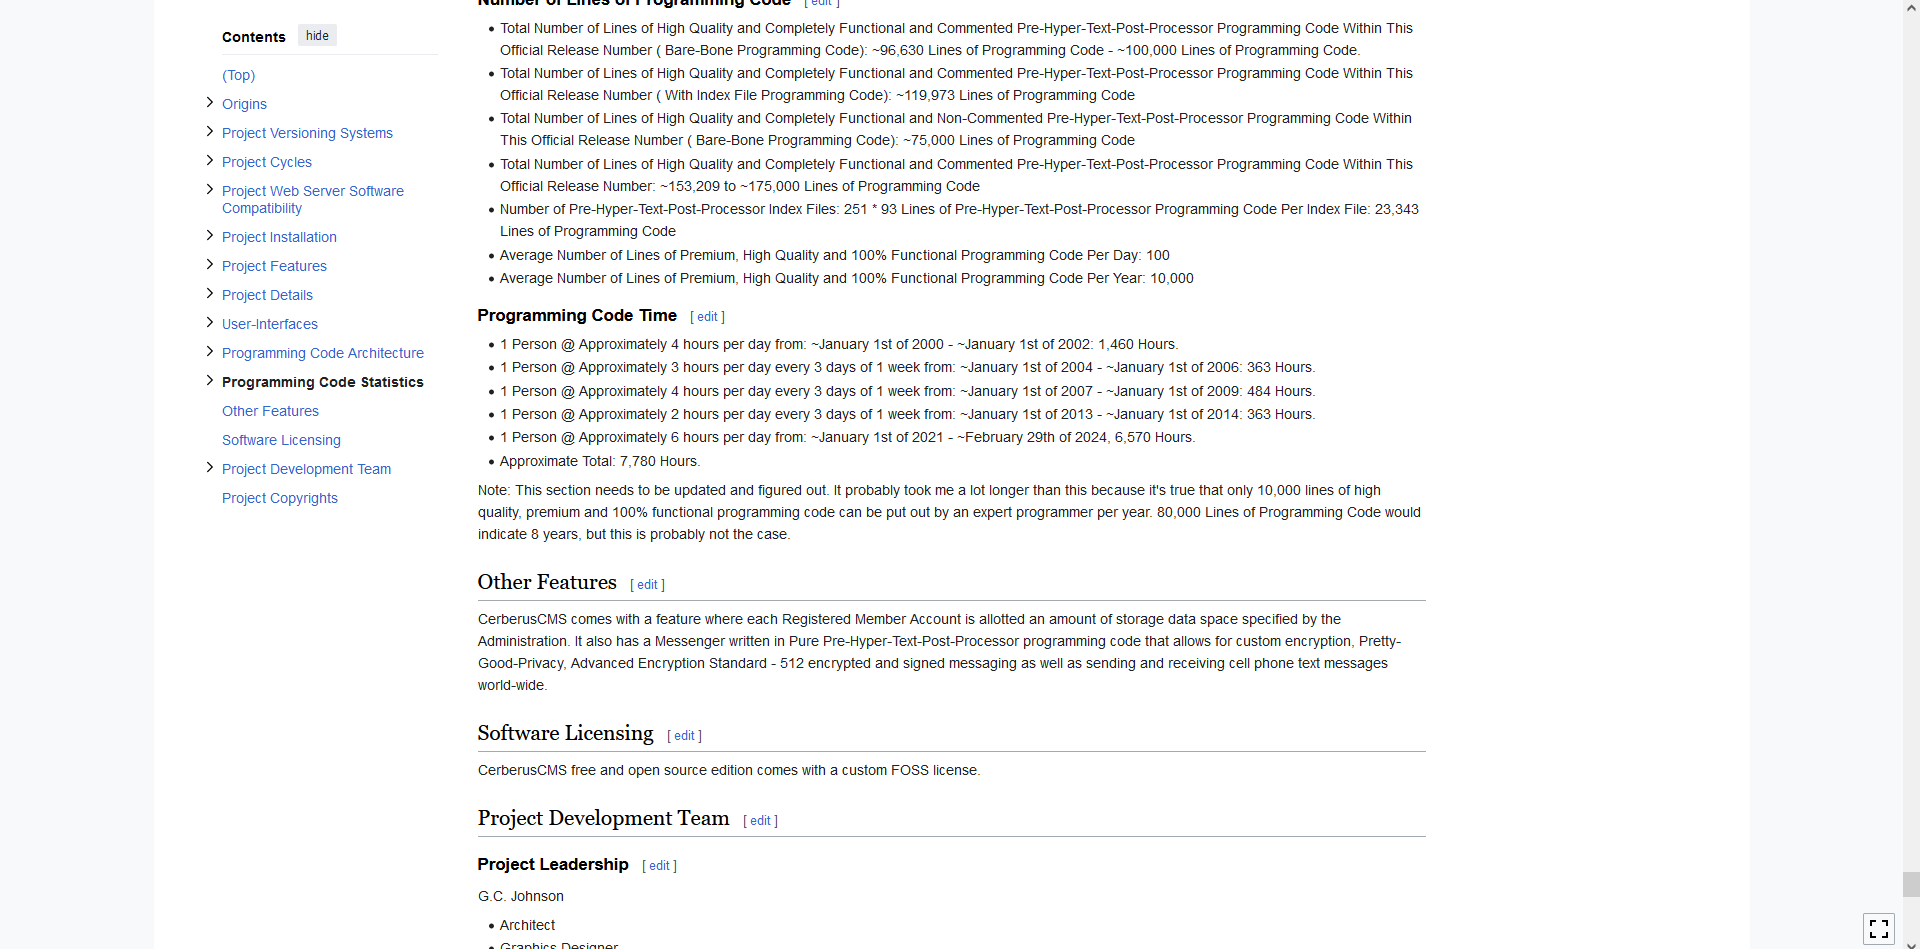 Contents hide
(Top)
Origins
Project Versioning Systems
Project Cycles
Project Web Server Software
Compatibility
Project Installation
Project Features
Project Details
User-Interfaces
Programming Code Architecture
Programming Code Statistics
Other Features
Software Licensing
Project Development Team
Project Copyrights
Number of Lines of Programming Code [ edit ]
• Total Number of Lines of High Quality and Completely Functional and Commented Pre-Hyper-Text-Post-Processor Programming Code Within This
Official Release Number ( Bare-Bone Programming Code): ~96,630 Lines of Programming Code - ~100,000 Lines of Programming Code.
• Total Number of Lines of High Quality and Completely Functional and Commented Pre-Hyper-Text-Post-Processor Programming Code Within This
Official Release Number ( With Index File Programming Code): ~119,973 Lines of Programming Code
• Total Number of Lines of High Quality and Completely Functional and Non-Commented Pre-Hyper-Text-Post-Processor Programming Code Within
This Official Release Number ( Bare-Bone Programming Code): ~75,000 Lines of Programming Code
• Total Number of Lines of High Quality and Completely Functional and Commented Pre-Hyper-Text-Post-Processor Programming Code Within This
Official Release Number: ~153,209 to ~175,000 Lines of Programming Code
• Number of Pre-Hyper-Text-Post-Processor Index Files: 251 * 93 Lines of Pre-Hyper-Text-Post-Processor Programming Code Per Index File: 23,343
Lines of Programming Code
• Average Number of Lines of Premium, High Quality and 100% Functional Programming Code Per Day: 100
• Average Number of Lines of Premium, High Quality and 100% Functional Programming Code Per Year: 10,000
Programming Code Time [ edit ]
• 1 Person @ Approximately 4 hours per day from: ~January 1st of 2000 - ~January 1st of 2002: 1,460 Hours.
• 1 Person @ Approximately 3 hours per day every 3 days of 1 week from: ~January 1st of 2004 - ~January 1st of 2006: 363 Hours.
• 1 Person @ Approximately 4 hours per day every 3 days of 1 week from: ~January 1st of 2007 - ~January 1st of 2009: 484 Hours.
• 1 Person @ Approximately 2 hours per day every 3 days of 1 week from: ~January 1st of 2013 - ~January 1st of 2014: 363 Hours.
• 1 Person @ Approximately 6 hours per day from: ~January 1st of 2021 - ~February 29th of 2024, 6,570 Hours.
• Approximate Total: 7,780 Hours.
Note: This section needs to be updated and figured out. It probably took me a lot longer than this because it's true that only 10,000 lines of high
quality, premium and 100% functional programming code can be put out by an expert programmer per year. 80,000 Lines of Programming Code would
indicate 8 years, but this is probably not the case.
Other Features [ edit ]
CerberusCMS comes with a feature where each Registered Member Account is allotted an amount of storage data space specified by the
Administration. It also has a Messenger written in Pure Pre-Hyper-Text-Post-Processor programming code that allows for custom encryption, Pretty-
Good-Privacy, Advanced Encryption Standard - 512 encrypted and signed messaging as well as sending and receiving cell phone text messages
world-wide.
Software Licensing [ edit ]
CerberusCMS free and open source edition comes with a custom FOSS license.
Project Development Team [ edit ]
Project Leadership [ edit ]
G.C. Johnson
• Architect
• Graphics Designer